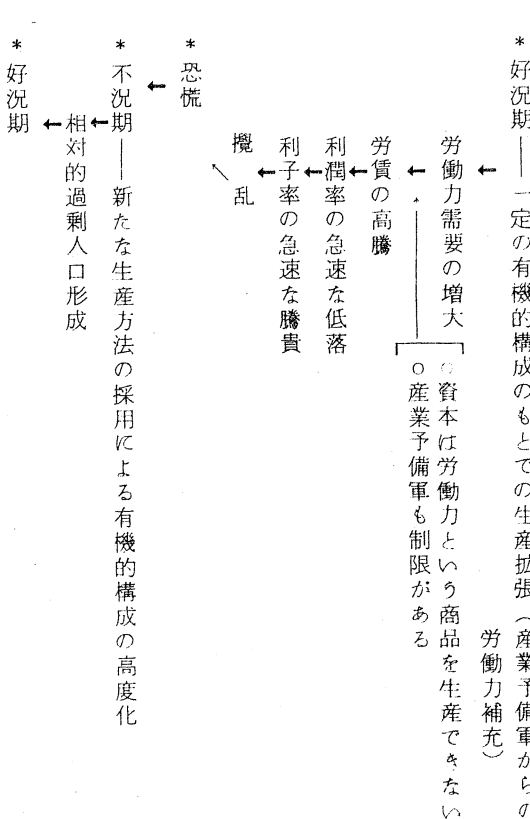 *好況期――一定の有機的構成のもとでの生産拡張（産業予備軍からの
労働力補充）
↓
労働力需要の増大
○資本は労働力という商品を生産できない
○産業予備軍も制限がある
↓
労賃の高騰
↓
利潤率の急速な低落
↓
利子率の急速な騰貴
↓
攪乱
↙
*恐慌
↓
*不況期――新たな生産方法の採用による有機的構成の高度化
↓
相対的過剰人口形成
↓
*好況期